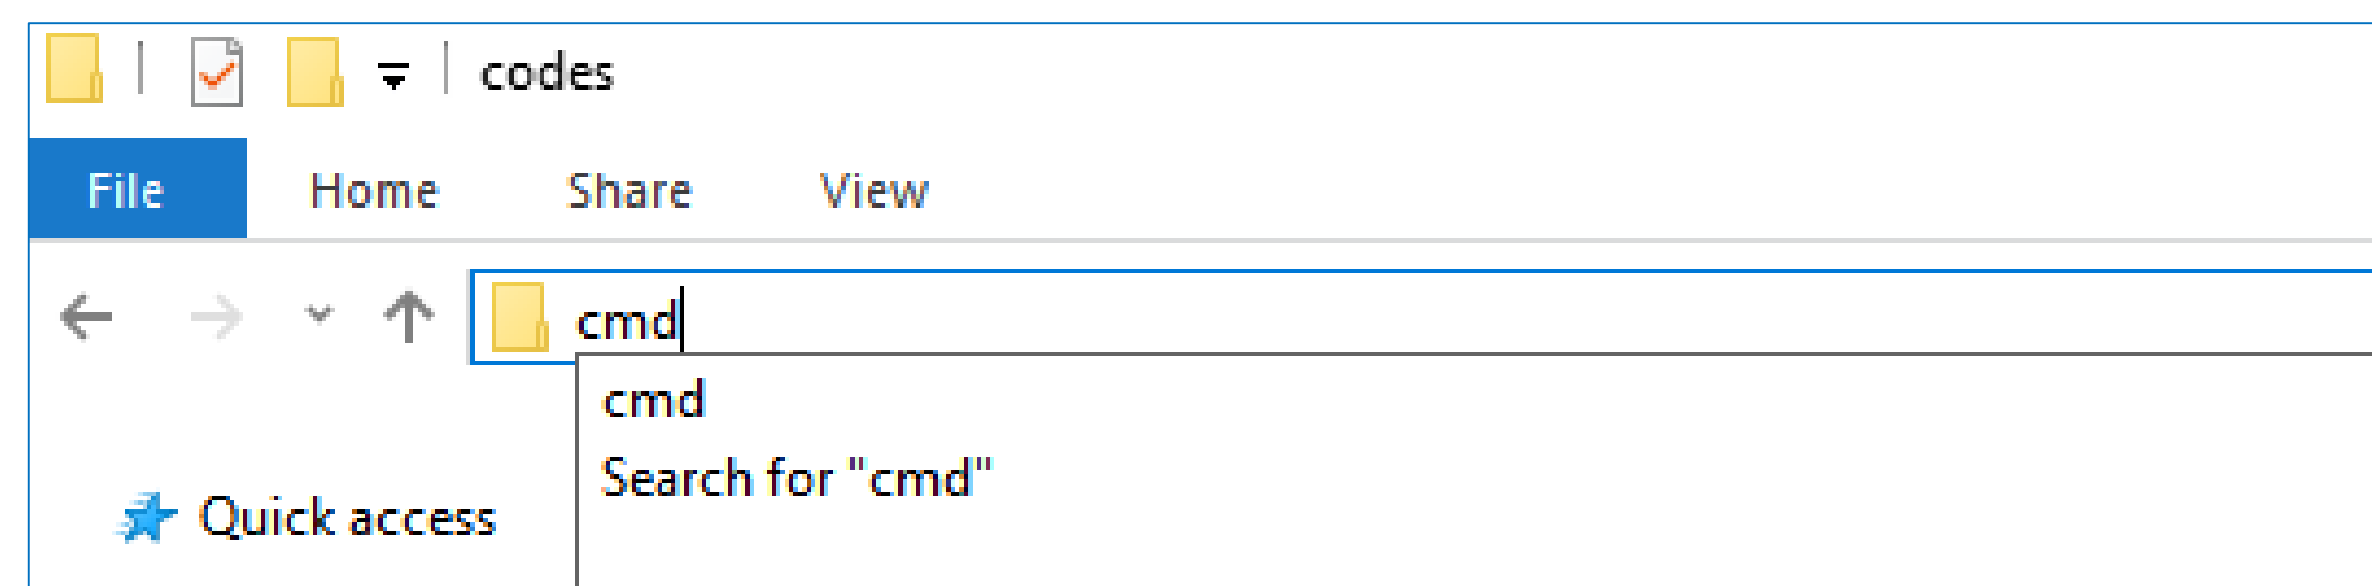 codes
File Home Share View
cmd
cmd
Search for "cmd"
Quick access